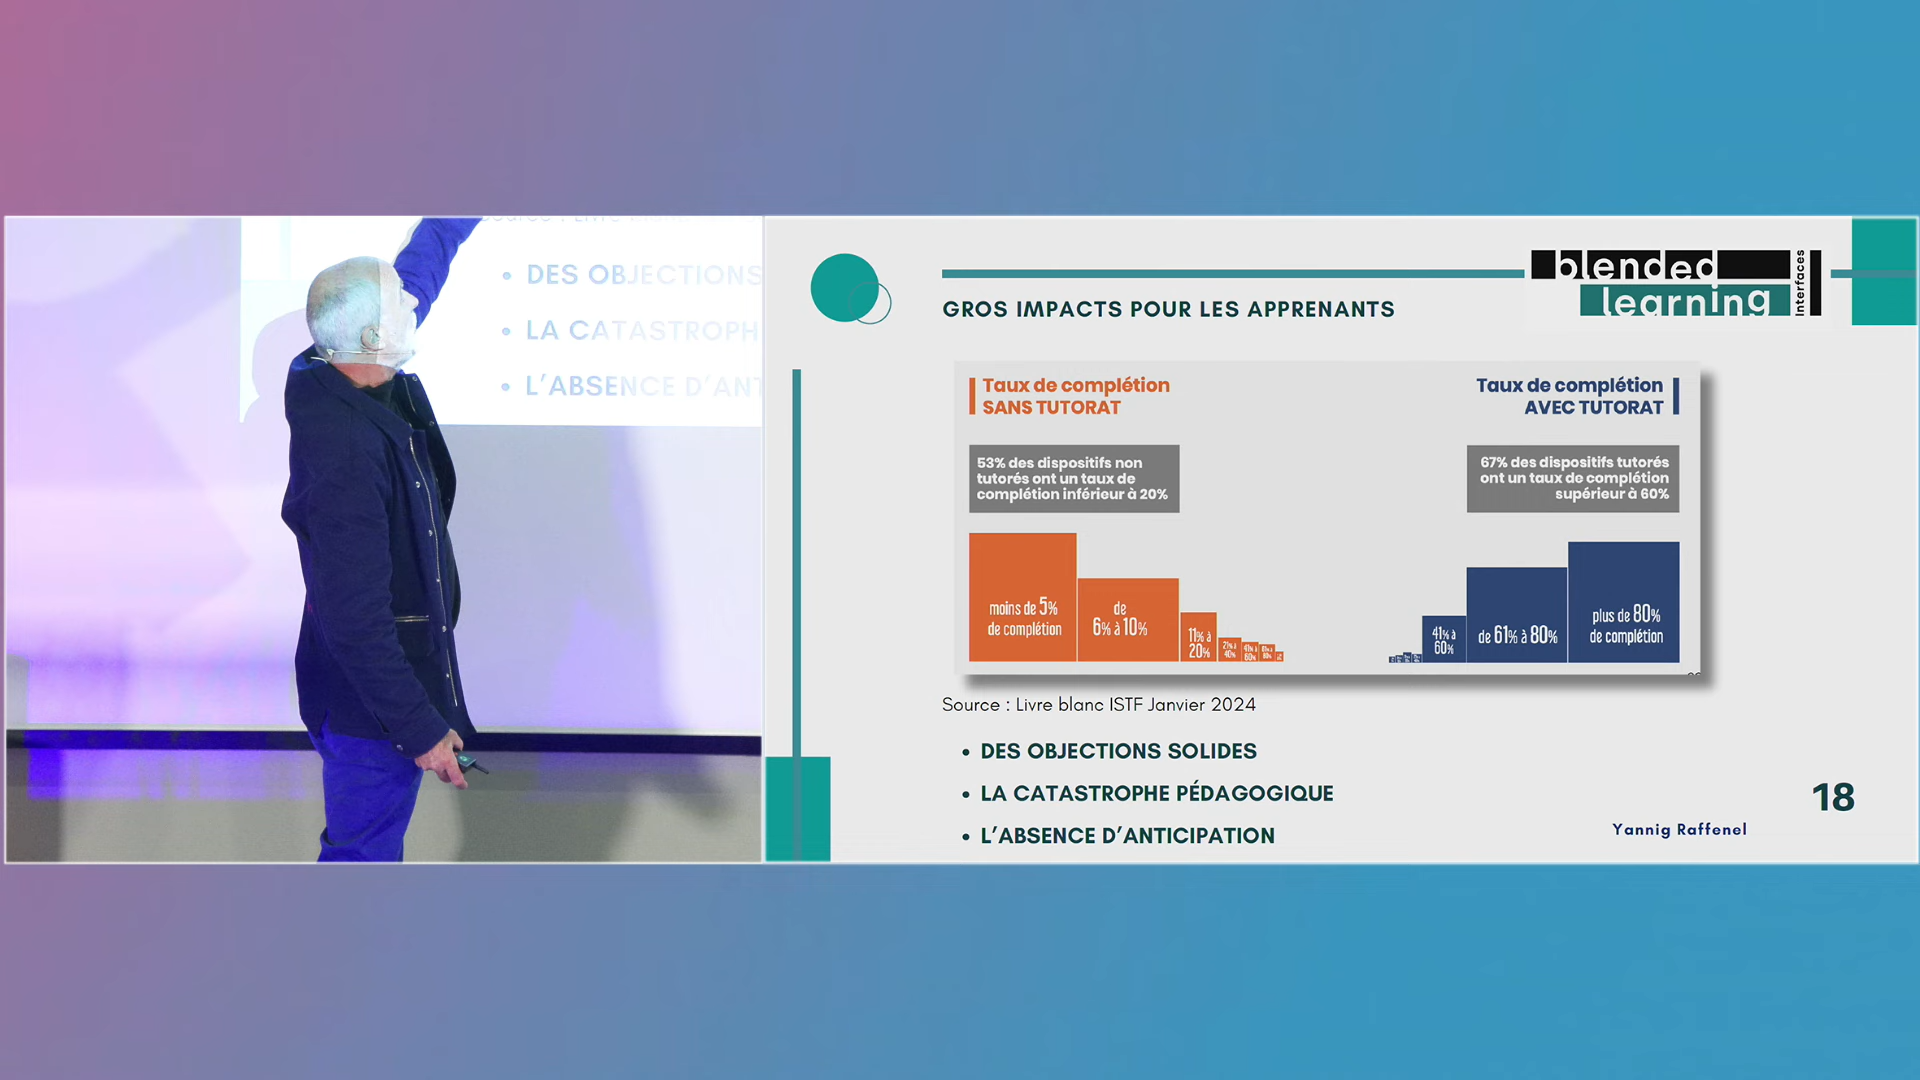 DES OBJECTIONS
LA CATASTROPH
L'ABSENCE D'ANT
blended
learning
Interfaces
GROS IMPACTS POUR LES APPRENANTS
Taux de complétion
SANS TUTORAT
53% des dispositifs non
tutorés ont un taux de
complétion inférieur à 20%
moins de 5%
de complétion
de
6% à 10%
11% à
20%
21% à
40%
41% à
60%
Taux de complétion
AVEC TUTORAT
67% des dispositifs tutorés
ont un taux de complétion
supérieur à 60%
41% à
60%
de 61% à 80%
plus de 80%
de complétion
Source : Livre blanc ISTF Janvier 2024
• DES OBJECTIONS SOLIDES
• LA CATASTROPHE PÉDAGOGIQUE
• L'ABSENCE D'ANTICIPATION
18
Yannig Raffenel